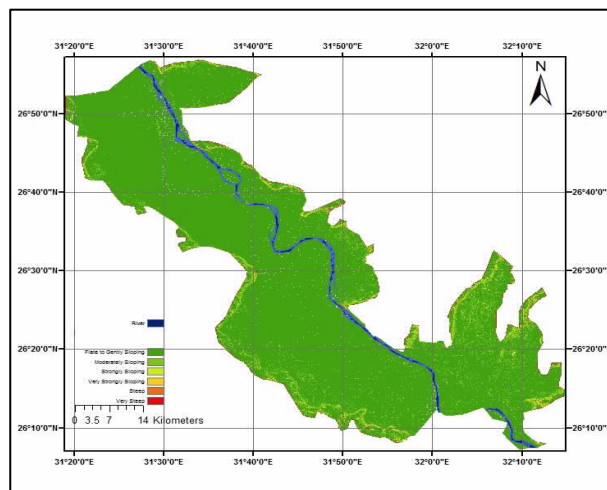 31°20'0"E 31°30'0"E 31°40'0"E 31°50'0"E 32°0'0"E 32°10'0"E
N
26°50'0"N 26°50'0"N
26°40'0"N 26°40'0"N
26°30'0"N 26°30'0"N
River
26°20'0"N 26°20'0"N
Flate to Gently Sloping
Moderately Sloping
Strongly Sloping
Very Strongly Sloping
Steep
Very Steep
0 3.5 7 14 Kilometers
26°10'0"N 26°10'0"N
31°20'0"E 31°30'0"E 31°40'0"E 31°50'0"E 32°0'0"E 32°10'0"E